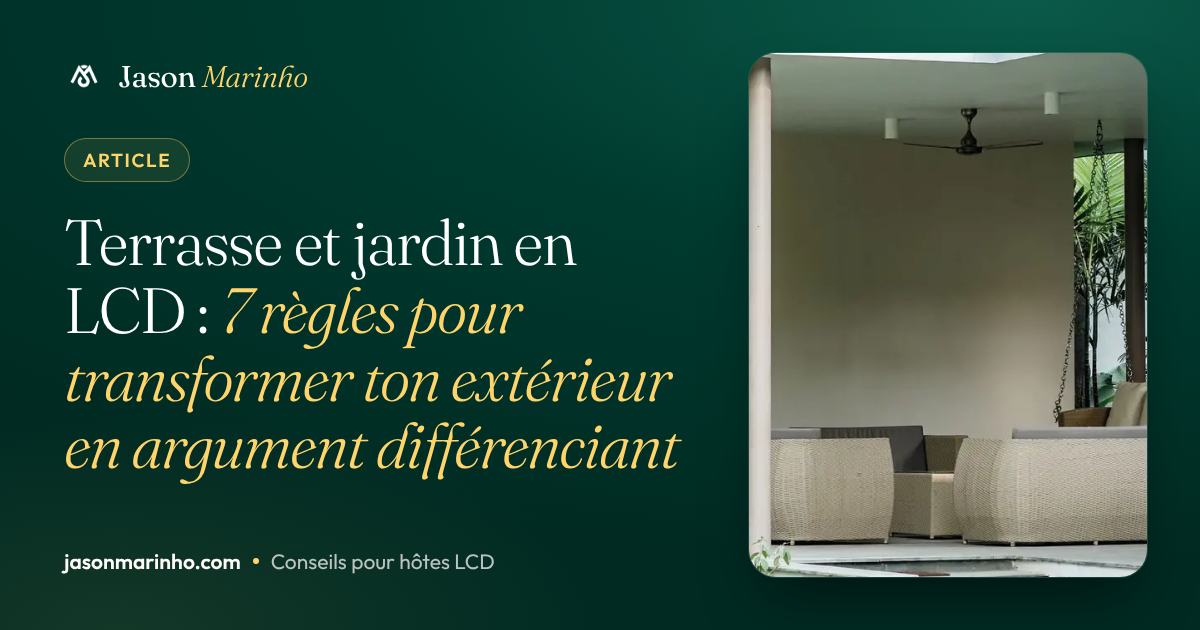 Jason Marinho
ARTICLE
Terrasse et jardin en
LCD : 7 règles pour
transformer ton extérieur
en argument différenciant
jasonmarinho.com • Conseils pour hôtes LCD